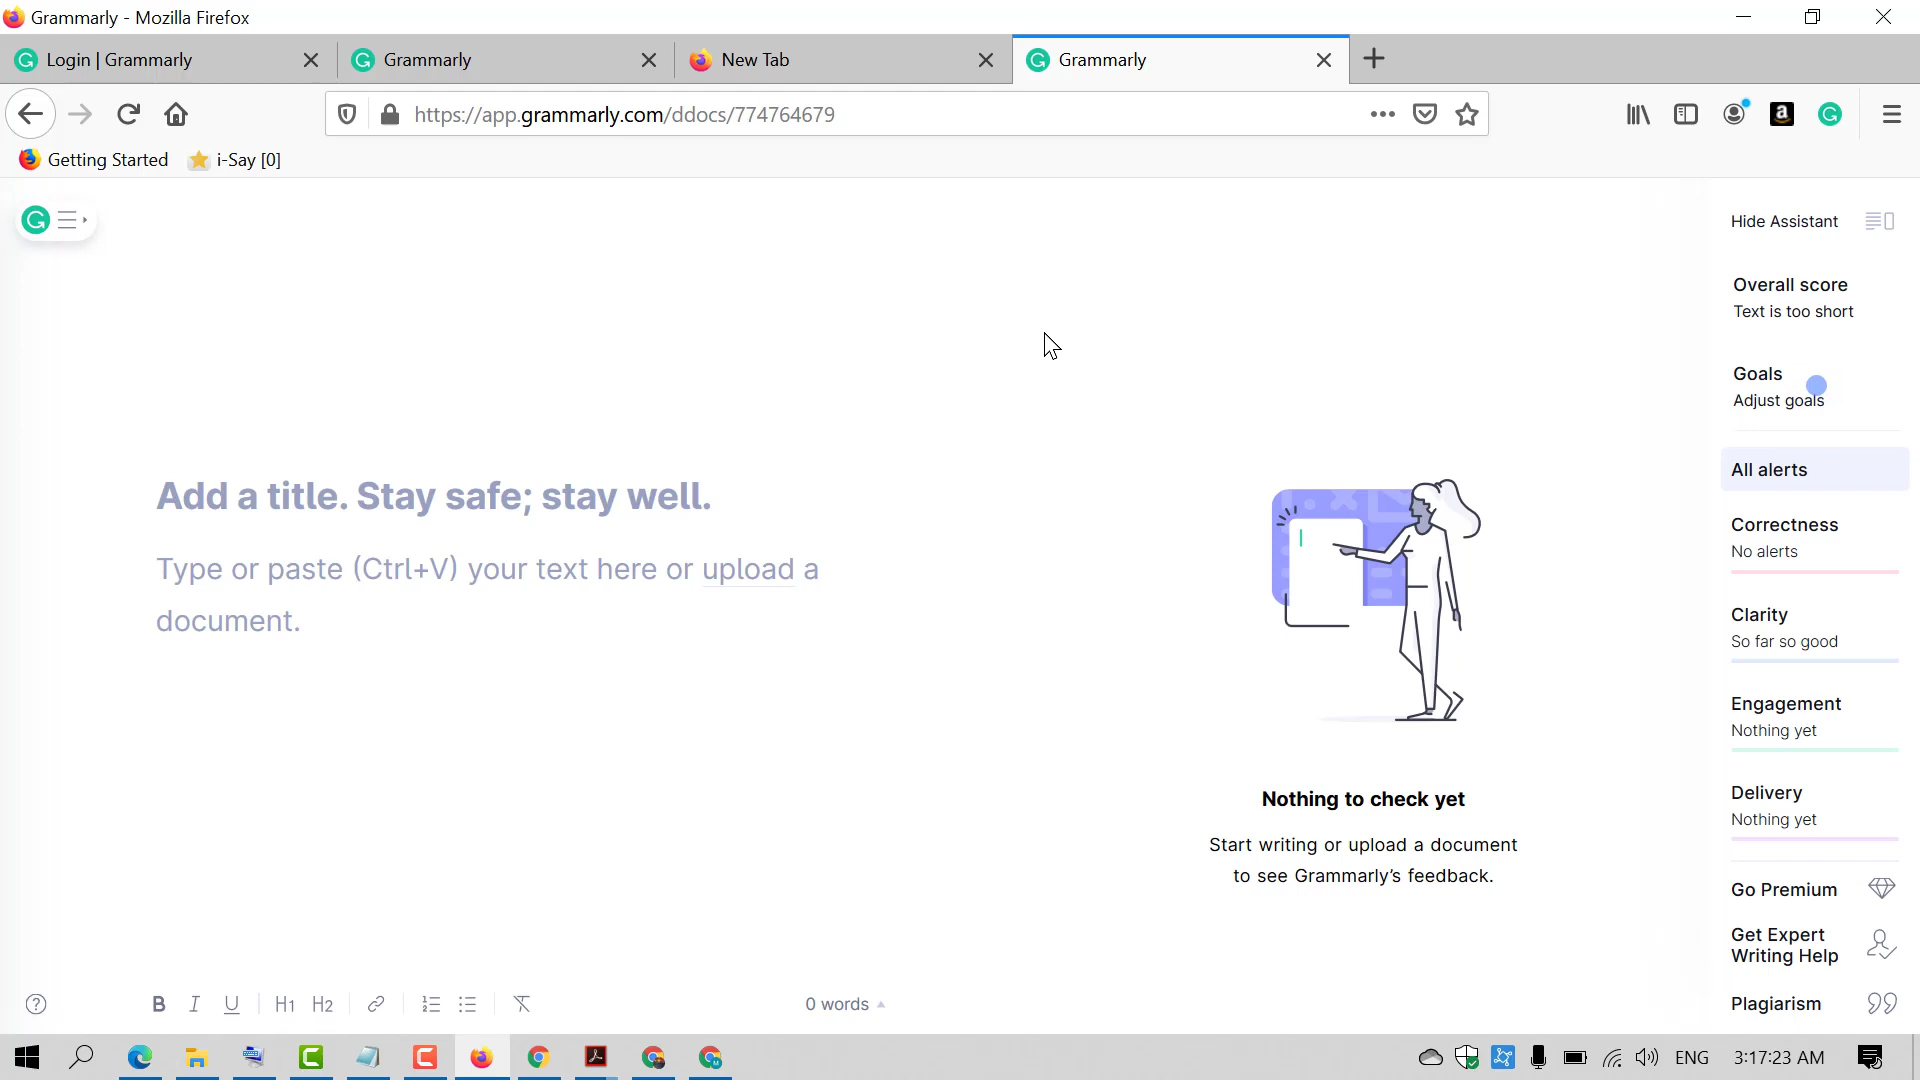 Grammarly - Mozilla Firefox
Login | Grammarly
Grammarly
New Tab
Grammarly
https://app.grammarly.com/ddocs/774764679
Getting Started
i-Say [0]
Hide Assistant
Overall score
Text is too short
Goals
Adjust goals
All alerts
Correctness
No alerts
Clarity
So far so good
Engagement
Nothing yet
Delivery
Nothing yet
Go Premium
Get Expert
Writing Help
Plagiarism
Add a title. Stay safe; stay well.
Type or paste (Ctrl+V) your text here or upload a
document.
Nothing to check yet
Start writing or upload a document
to see Grammarly’s feedback.
B I U H1 H2
0 words
ENG
3:17:23 AM